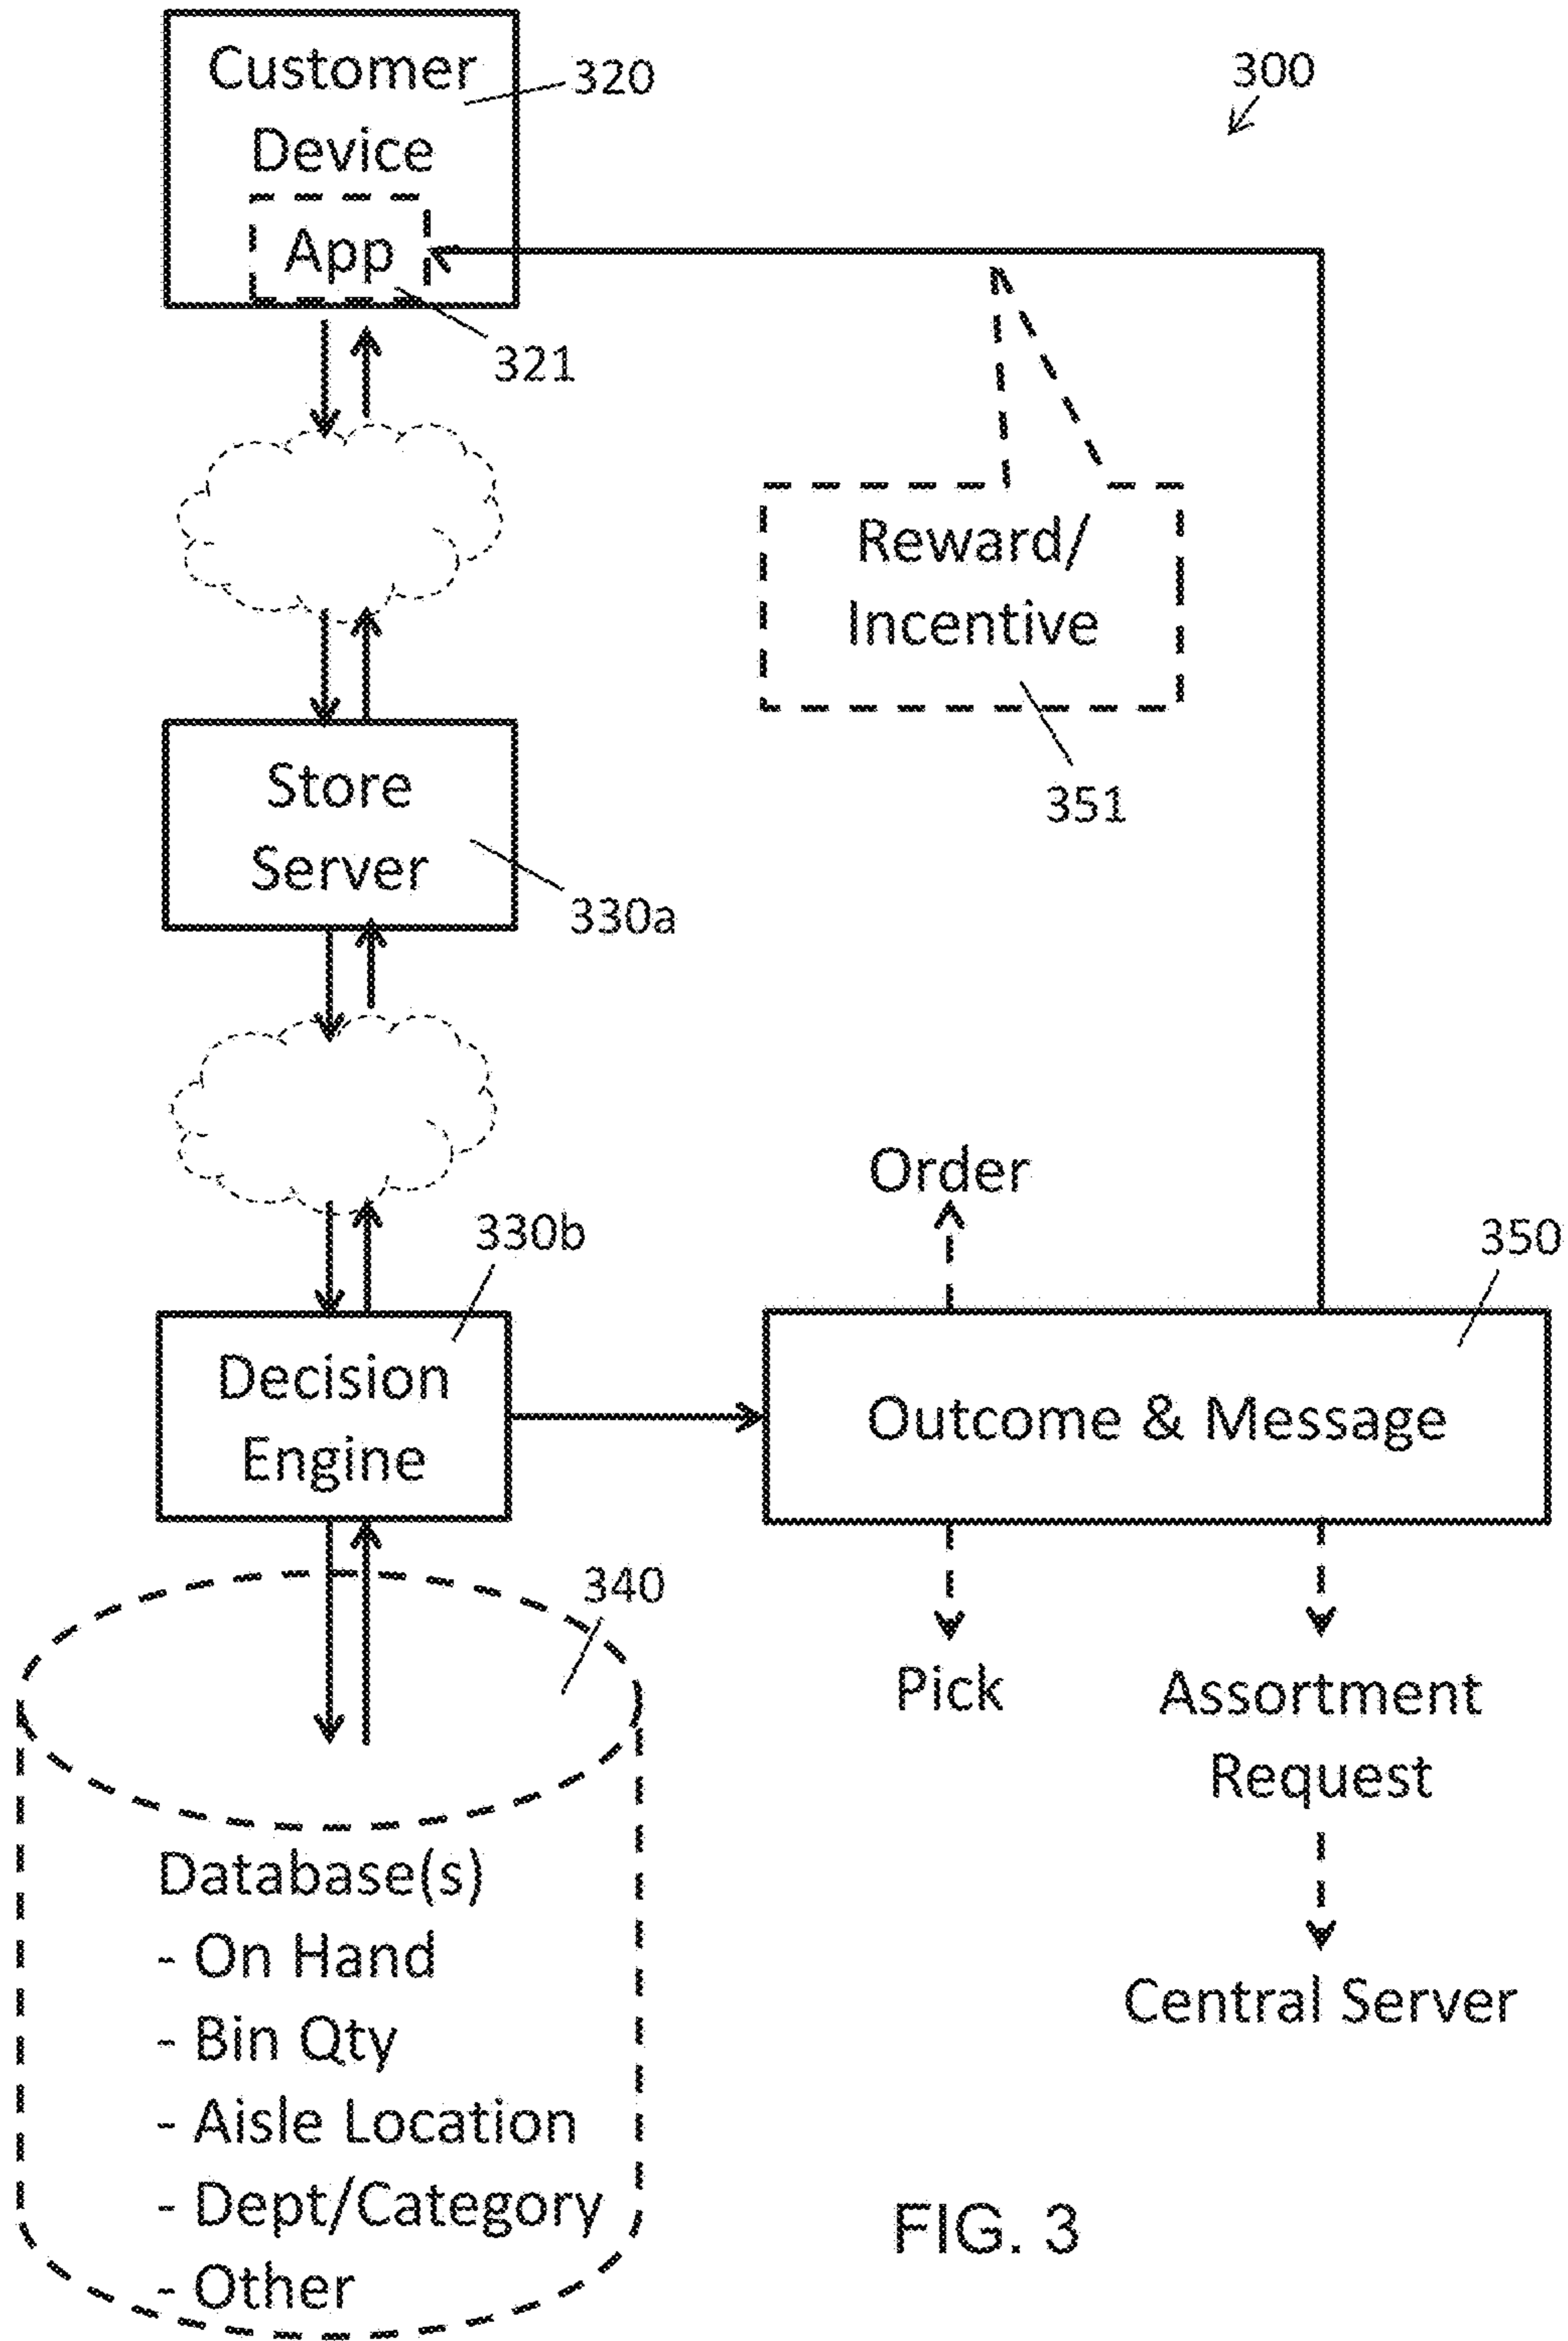 Customer
Device
App
320
300
321
Reward/
Incentive
351
Store
Server
330a
Order
330b
350
Decision
Engine
Outcome & Message
340
Pick
Assortment
Request
Central Server
Database(s)
- On Hand
- Bin Qty
- Aisle Location
- Dept/Category
- Other
FIG. 3